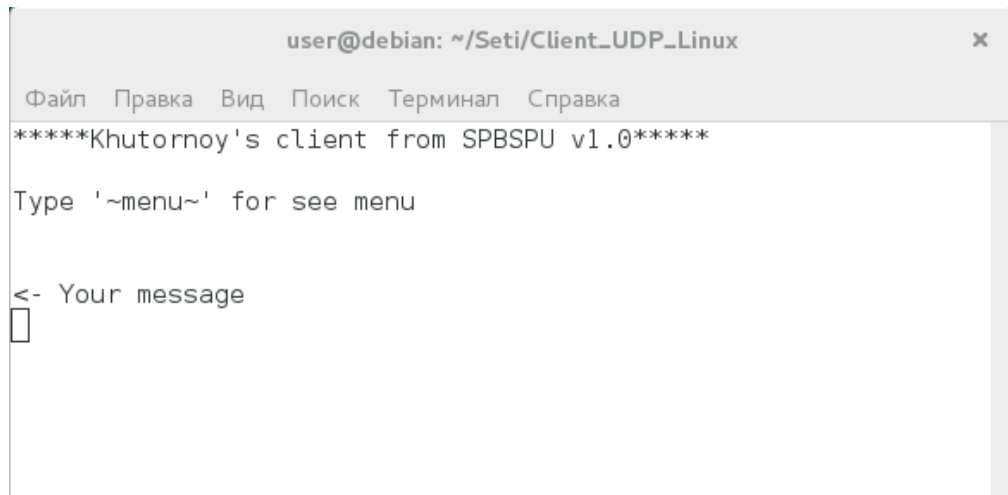 user@debian: ~/Seti/Client_UDP_Linux
Файл Правка Вид Поиск Терминал Справка
*****Khutornoy's client from SPBSPU v1.0*****
Type '~menu~' for see menu
<- Your message